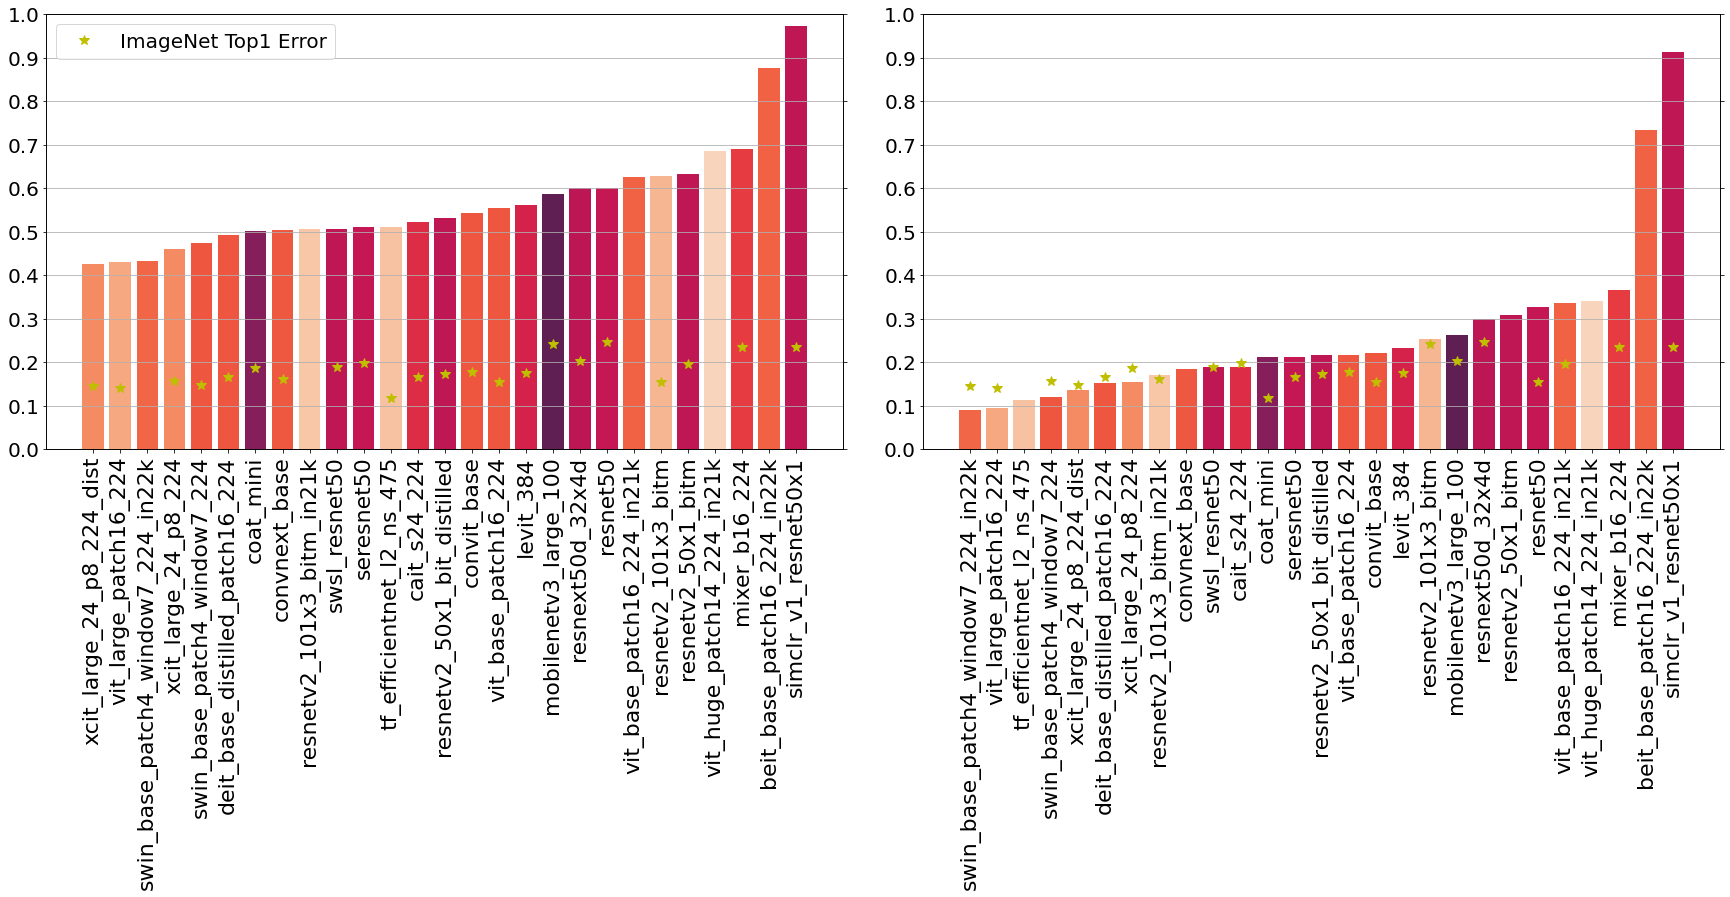 1.0
0.9
0.8
0.7
0.6
0.5
0.4
0.3
0.2
0.1
0.0
ImageNet Top1 Error
xcit_large_24_p8_224_dist
vit_large_patch16_224
swin_base_patch4_window7_224_in22k
xcit_large_24_p8_224
swin_base_patch4_window7_224
deit_base_distilled_patch16_224
coat_mini
convnext_base
resnetv2_101x3_bitm_in21k
swsl_resnet50
seresnet50
tf_efficientnet_l2_ns_475
cait_s24_224
resnetv2_50x1_bit_distilled
convit_base
vit_base_patch16_224
levit_384
mobilenetv3_large_100
resnext50d_32x4d
resnet50
vit_base_patch16_224_in21k
resnetv2_101x3_bitm
resnetv2_50x1_bitm
vit_huge_patch14_224_in21k
mixer_b16_224
beit_base_patch16_224_in22k
simclr_v1_resnet50x1
1.0
0.9
0.8
0.7
0.6
0.5
0.4
0.3
0.2
0.1
0.0
swin_base_patch4_window7_224_in22k
vit_large_patch16_224
tf_efficientnet_l2_ns_475
swin_base_patch4_window7_224
xcit_large_24_p8_224_dist
deit_base_distilled_patch16_224
xcit_large_24_p8_224
resnetv2_101x3_bitm_in21k
convnext_base
swsl_resnet50
cait_s24_224
coat_mini
seresnet50
resnetv2_50x1_bit_distilled
vit_base_patch16_224
convit_base
levit_384
resnetv2_101x3_bitm
mobilenetv3_large_100
resnext50d_32x4d
resnetv2_50x1_bitm
resnet50
vit_base_patch16_224_in21k
vit_huge_patch14_224_in21k
mixer_b16_224
beit_base_patch16_224_in22k
simclr_v1_resnet50x1